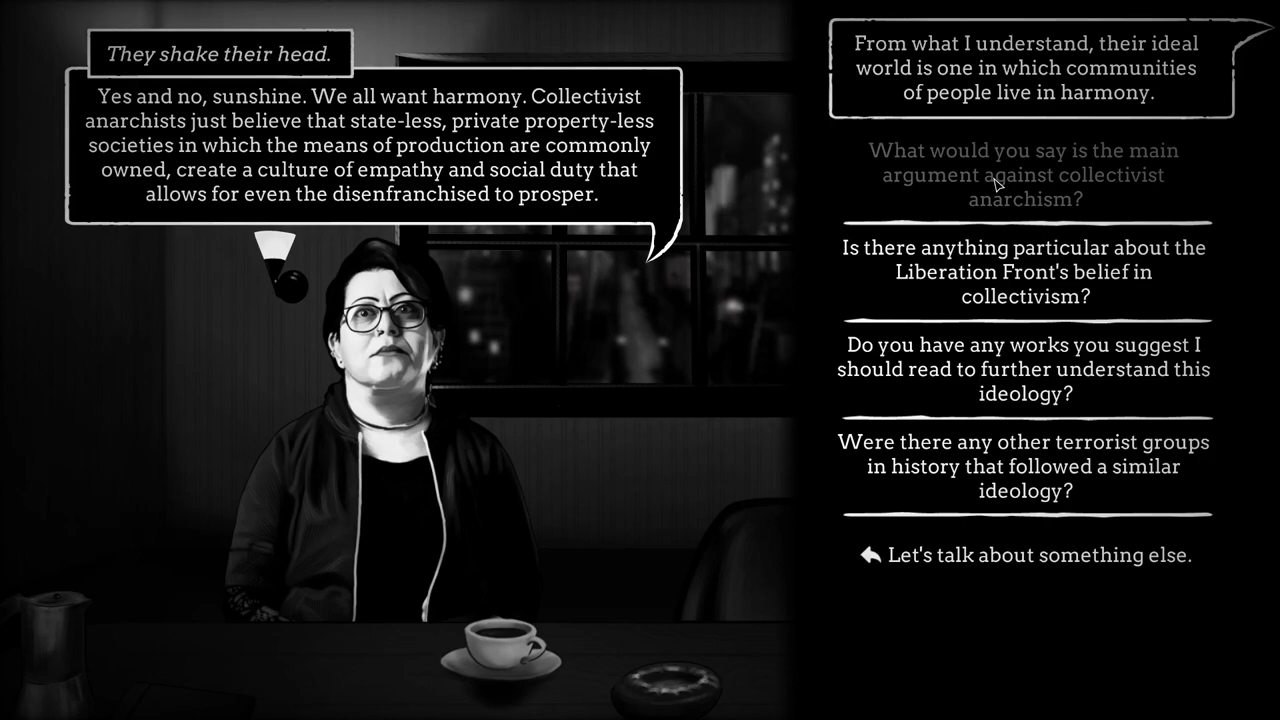 They shake their head.
Yes and no, sunshine. We all want harmony. Collectivist
anarchists just believe that state-less, private property-less
societies in which the means of production are commonly
owned, create a culture of empathy and social duty that
allows for even the disenfranchised to prosper.
From what I understand, their ideal
world is one in which communities
of people live in harmony.
What would you say is the main
argument against collectivist
anarchism?
Is there anything particular about the
Liberation Front's belief in
collectivism?
Do you have any works you suggest I
should read to further understand this
ideology?
Were there any other terrorist groups
in history that followed a similar
ideology?
Let's talk about something else.